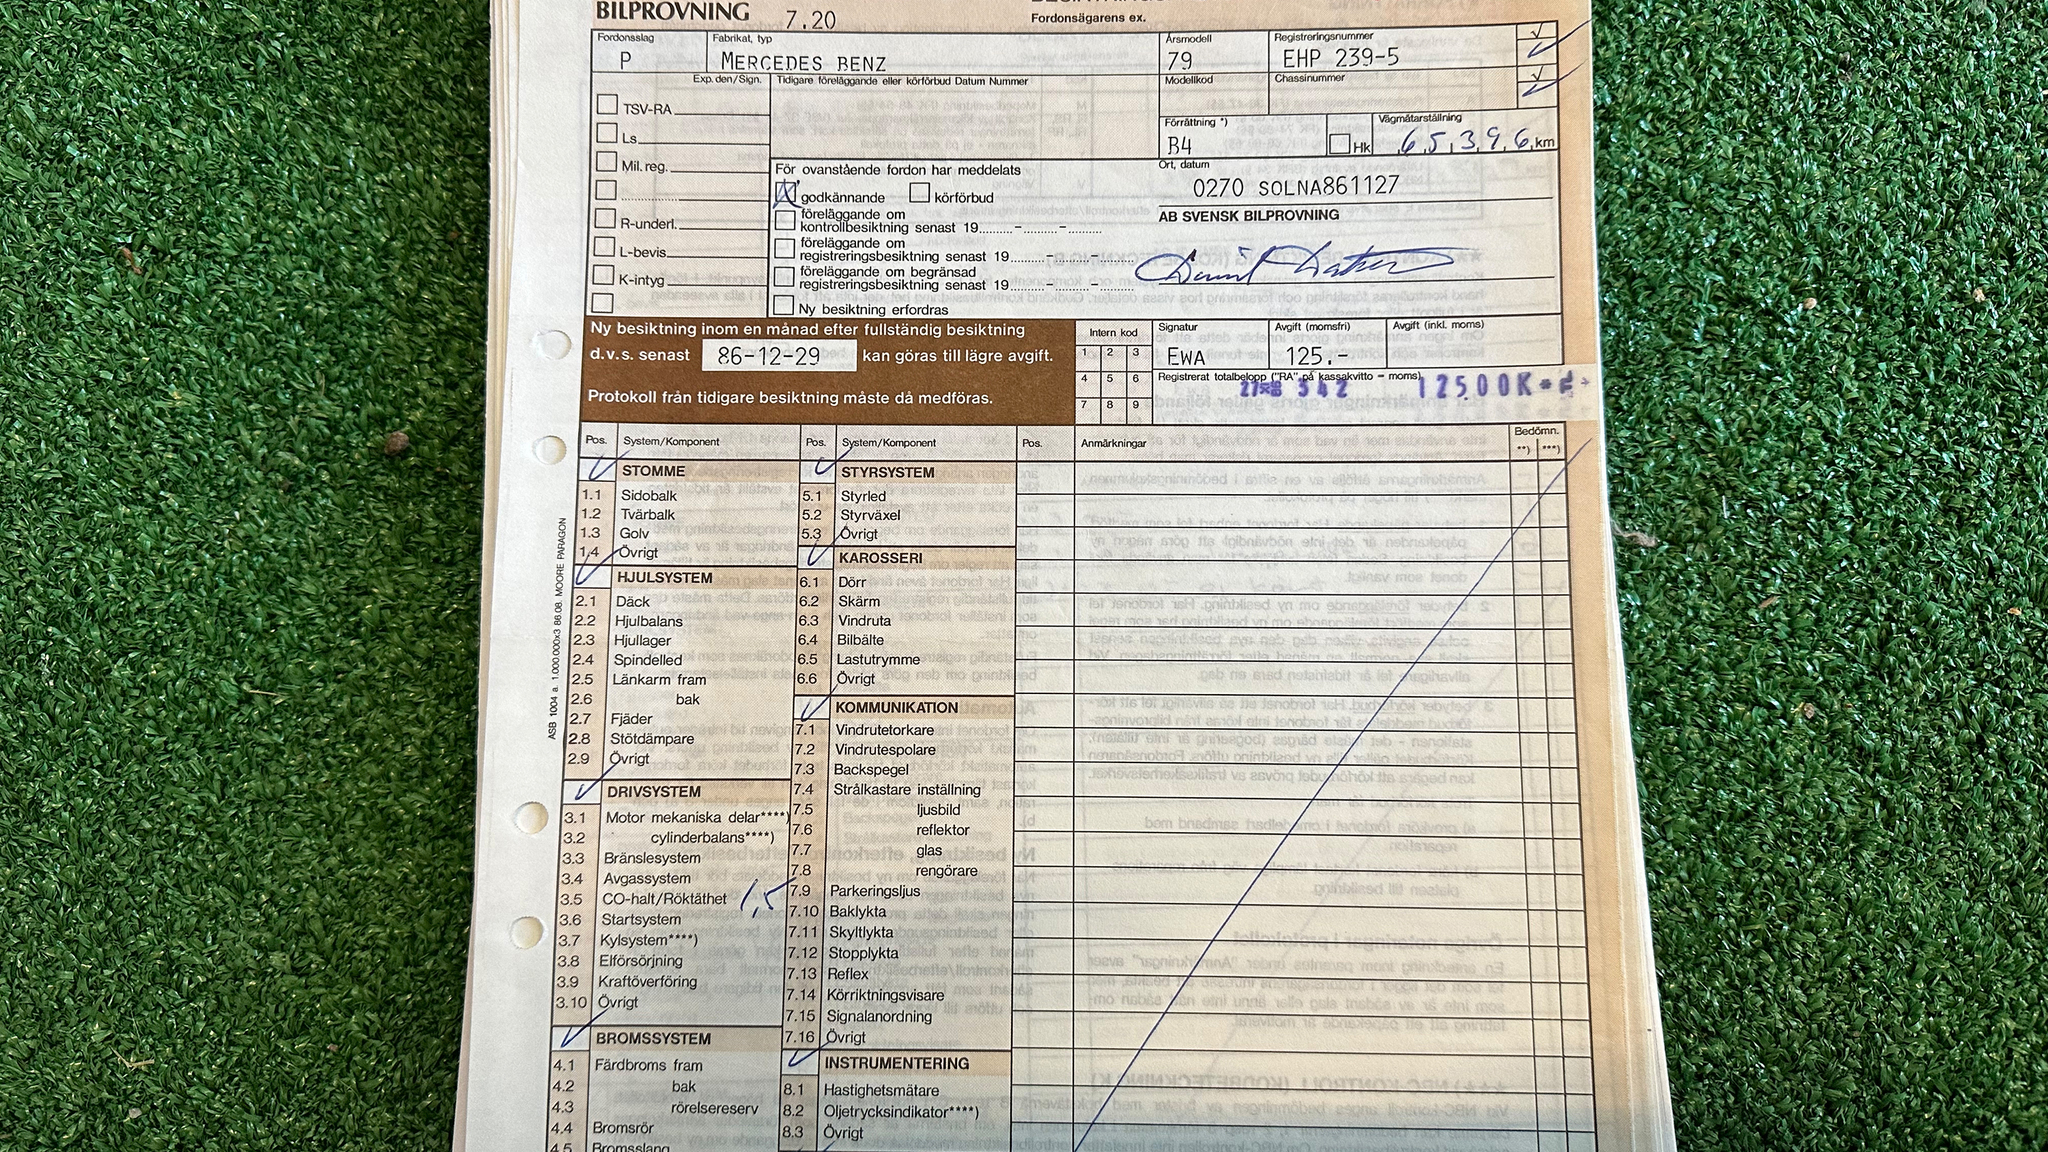 BILPROVNING 7.20
Fordonsägarens ex.
Fordonsslag Fabrikat, typ Årsmodell Registreringsnummer
P MERCEDES BENZ 79 EHP 239-5
Exp. den/Sign. Tidigare föreläggande eller körförbud Datum Nummer Modellkod Chassinummer
TSV-RA
Förrättning *) Vägmätarställning
Ls B4 Hk 65396 km
Mil. reg. För ovanstående fordon har meddelats Ort, datum
godkännande körförbud 0270 SOLNA861127
R-underl. föreläggande om AB SVENSK BILPROVNING
kontrollbesiktning senast 19 - -
L-bevis föreläggande om
registreringsbesiktning senast 19 - -
K-intyg föreläggande om begränsad
registreringsbesiktning senast 19 - -
Ny besiktning erfordras
Ny besiktning inom en månad efter fullständig besiktning Intern kod Signatur Avgift (momsfri) Avgift (inkl. moms)
d.v.s. senast 86-12-29 kan göras till lägre avgift. 1 2 3 EWA 125.-
4 5 6 Registrerat totalbelopp ("RA" på kassakvitto - moms)
342 12500K
Protokoll från tidigare besiktning måste då medföras. 7 8 9
Pos. System/Komponent Pos. System/Komponent Pos. Anmärkningar Bedömn.
**) ***)
STOMME STYRSYSTEM
1.1 Sidobalk 5.1 Styrled
1.2 Tvärbalk 5.2 Styrväxel
1.3 Golv 5.3 Övrigt
1.4 Övrigt KAROSSERI
HJULSYSTEM 6.1 Dörr
2.1 Däck 6.2 Skärm
2.2 Hjulbalans 6.3 Vindruta
2.3 Hjullager 6.4 Bilbälte
2.4 Spindelled 6.5 Lastutrymme
2.5 Länkarm fram 6.6 Övrigt
2.6 bak KOMMUNIKATION
2.7 Fjäder 7.1 Vindrutetorkare
2.8 Stötdämpare 7.2 Vindrutespolare
2.9 Övrigt 7.3 Backspegel
DRIVSYSTEM 7.4 Strålkastare inställning
3.1 Motor mekaniska delar****) 7.5 ljusbild
3.2 cylinderbalans****) 7.6 reflektor
3.3 Bränslesystem 7.7 glas
3.4 Avgassystem 7.8 rengörare
3.5 CO-halt/Röktäthet 1,5 7.9 Parkeringsljus
3.6 Startsystem 7.10 Baklykta
3.7 Kylsystem****) 7.11 Skyltlykta
3.8 Elförsörjning 7.12 Stopplykta
3.9 Kraftöverföring 7.13 Reflex
3.10 Övrigt 7.14 Körriktningsvisare
7.15 Signalanordning
BROMSSYSTEM 7.16 Övrigt
4.1 Färdbroms fram INSTRUMENTERING
4.2 bak 8.1 Hastighetsmätare
4.3 rörelsereserv 8.2 Oljetrycksindikator****)
4.4 Bromsrör 8.3 Övrigt
4.5 Bromsslang
ASB 1004 a. 1.000.000x3 86.08. MOORE PARAGON